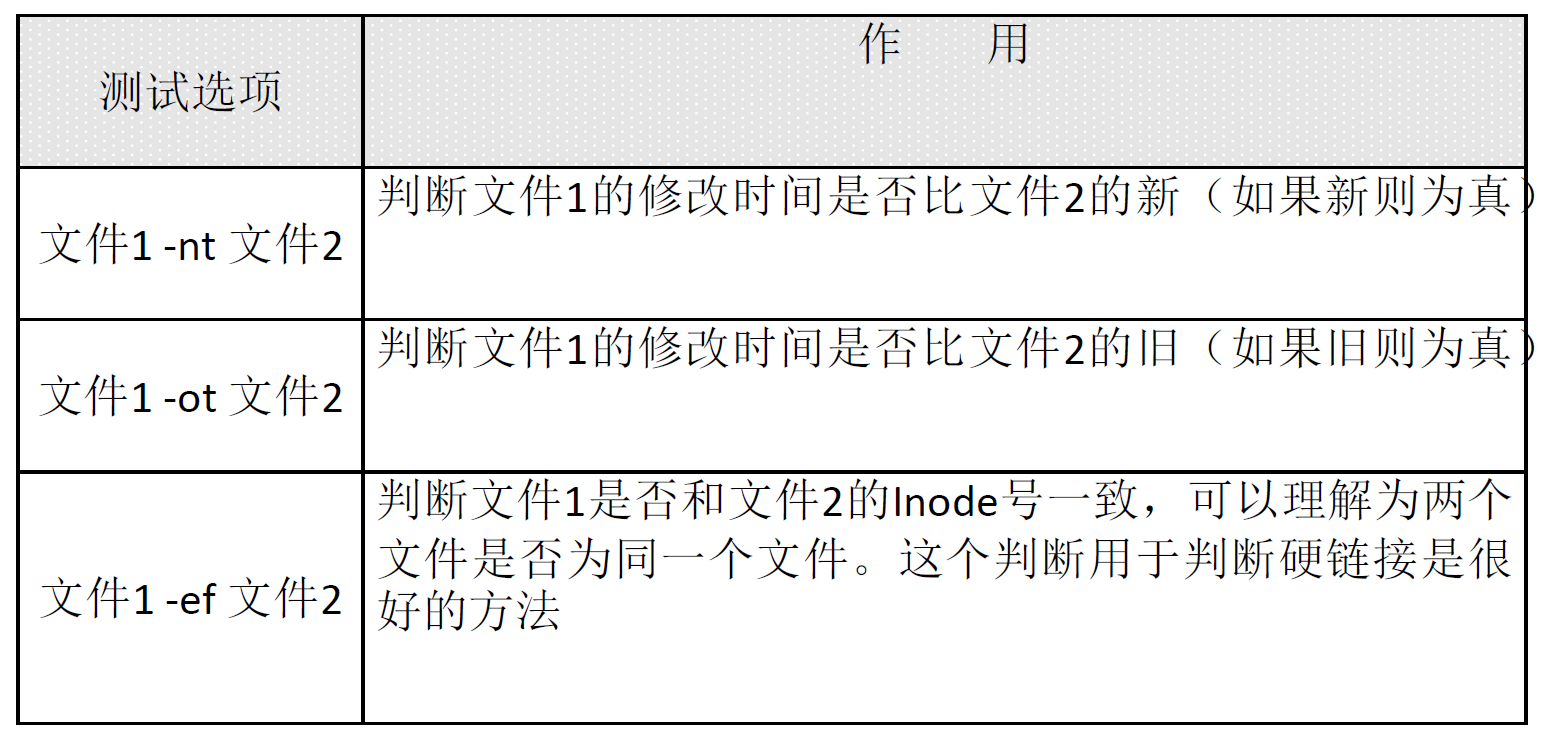 测试选项
作 用
文件1 -nt 文件2
判断文件1的修改时间是否比文件2的新（如果新则为真）
文件1 -ot 文件2
判断文件1的修改时间是否比文件2的旧（如果旧则为真）
文件1 -ef 文件2
判断文件1是否和文件2的Inode号一致，可以理解为两个
文件是否为同一个文件。这个判断用于判断硬链接是很
好的方法